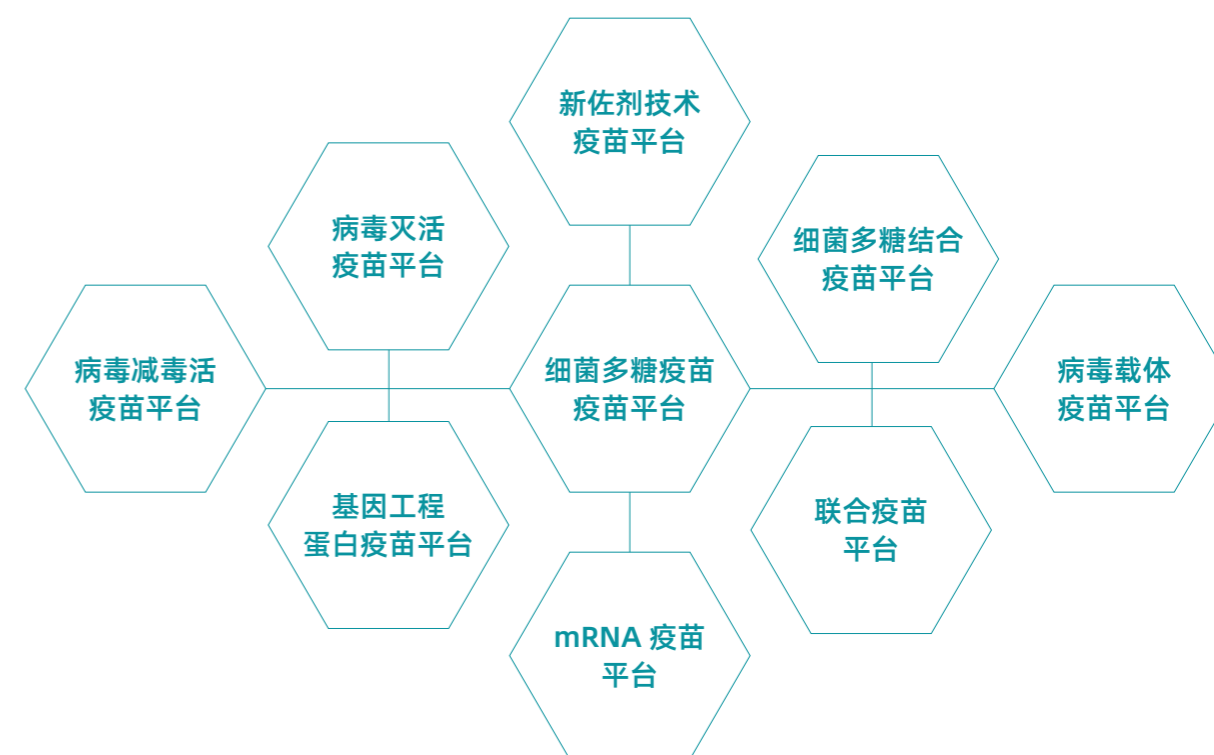 新佐剂技术
疫苗平台
病毒灭活
疫苗平台
细菌多糖结合
疫苗平台
病毒减毒活
疫苗平台
细菌多糖疫苗
疫苗平台
病毒载体
疫苗平台
基因工程
蛋白疫苗平台
联合疫苗
平台
mRNA 疫苗
平台